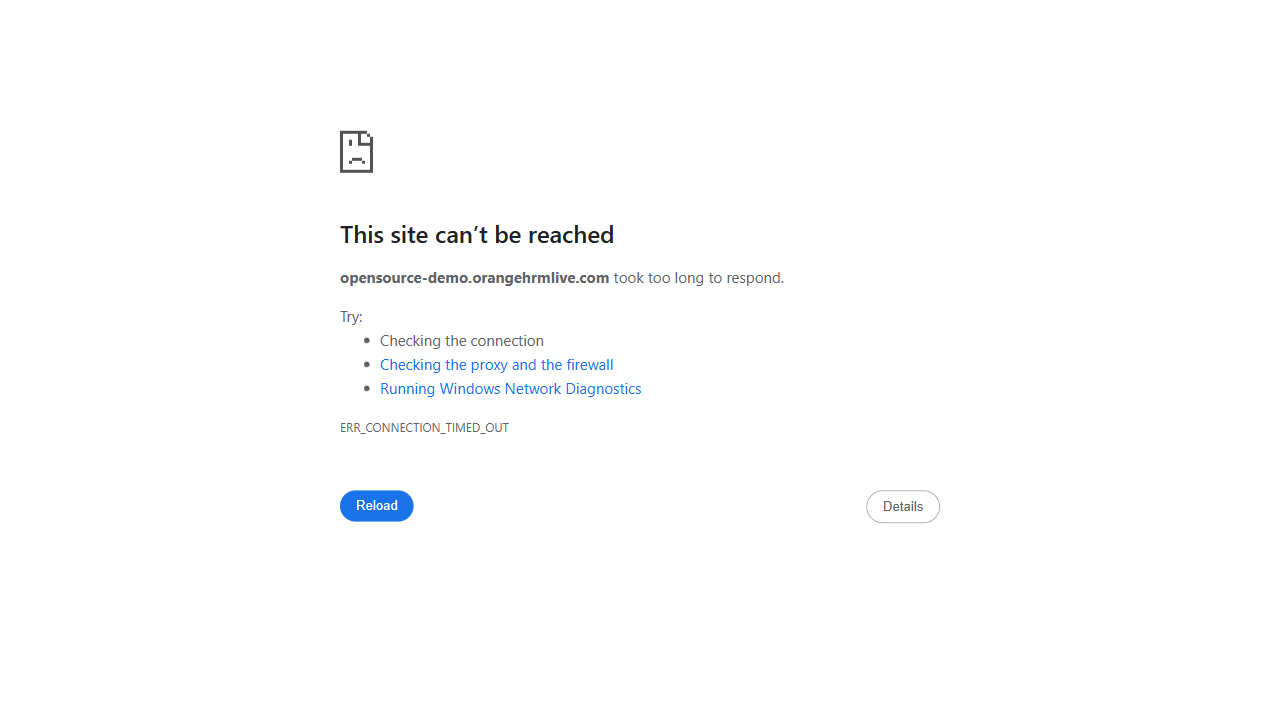 This site can’t be reached
opensource-demo.orangehrmlive.com took too long to respond.
Try:
Checking the connection
Checking the proxy and the firewall
Running Windows Network Diagnostics
ERR_CONNECTION_TIMED_OUT
Reload
Details